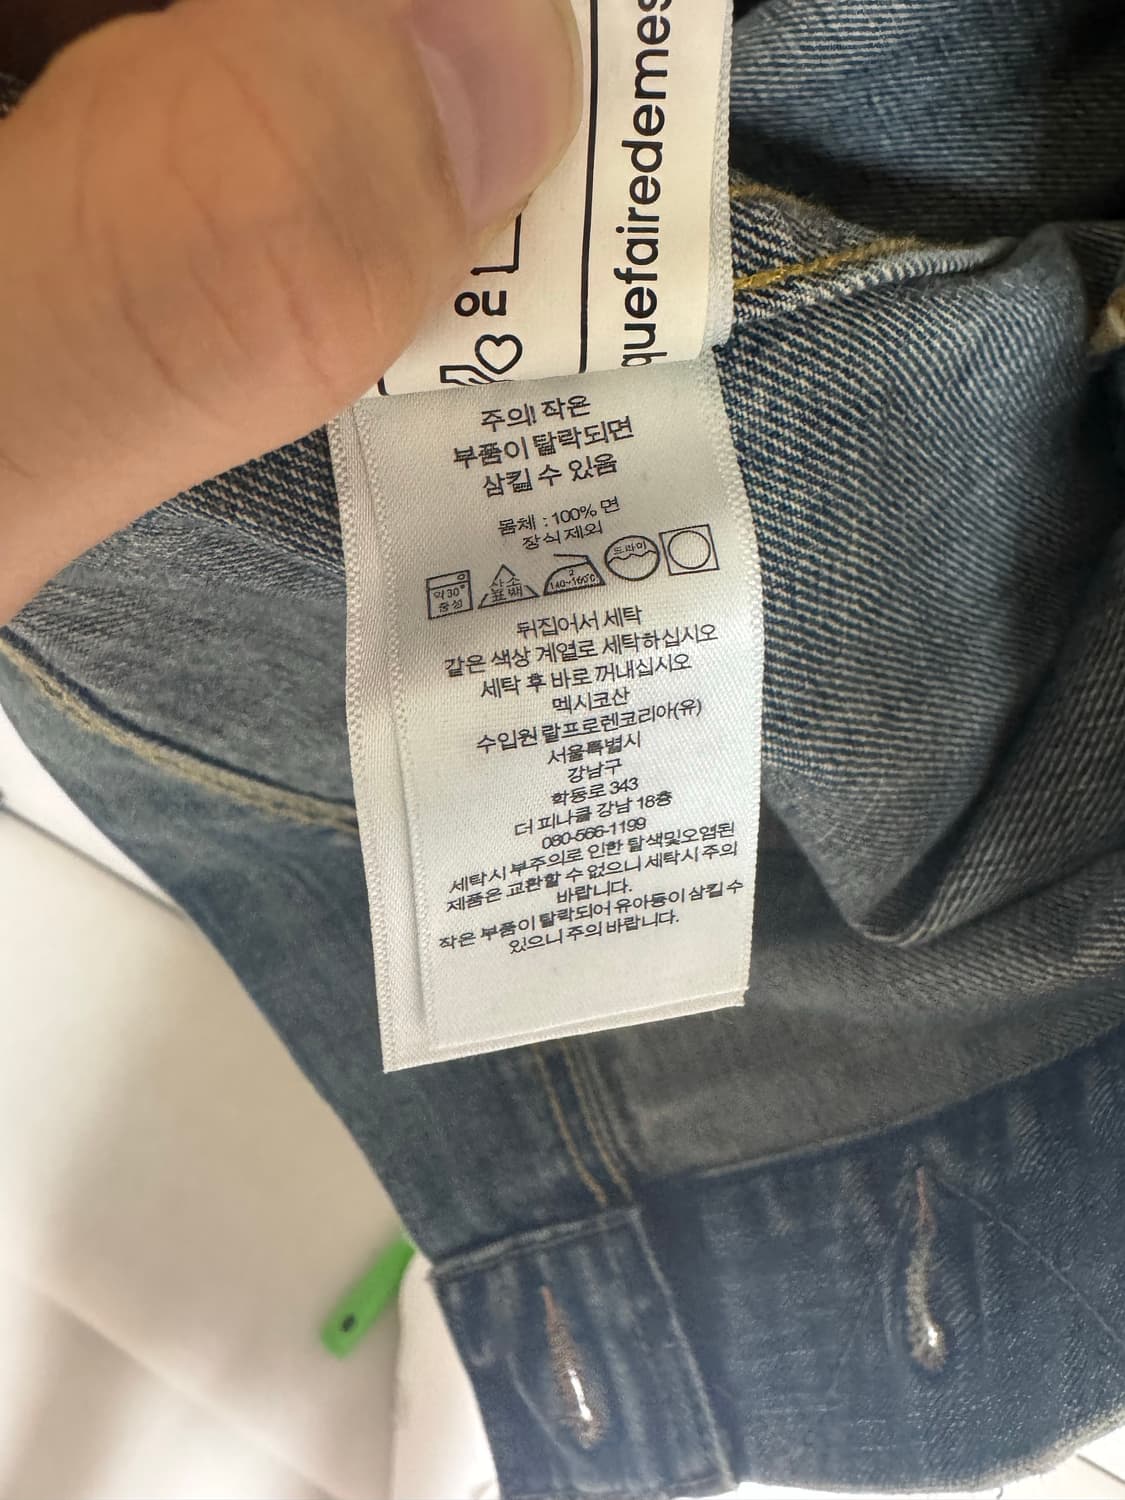 quefairedemes
OU
주의! 작은
부품이 탈락되면
삼킬 수 있음
몸체 : 100% 면
장식 제외
약30°
중성
산소
표백
2
140~160℃
드라이
뒤집어서 세탁
같은 색상 계열로 세탁하십시오
세탁 후 바로 꺼내십시오
멕시코산
수입원 랄프로렌코리아(유)
서울특별시
강남구
학동로 343
더 피나클 강남 18층
080-566-1199
세탁시 부주의로 인한 탈색및오염된
제품은 교환할 수 없으니 세탁시 주의
바랍니다.
작은 부품이 탈락되어 유아등이 삼킬 수
있으니 주의 바랍니다.